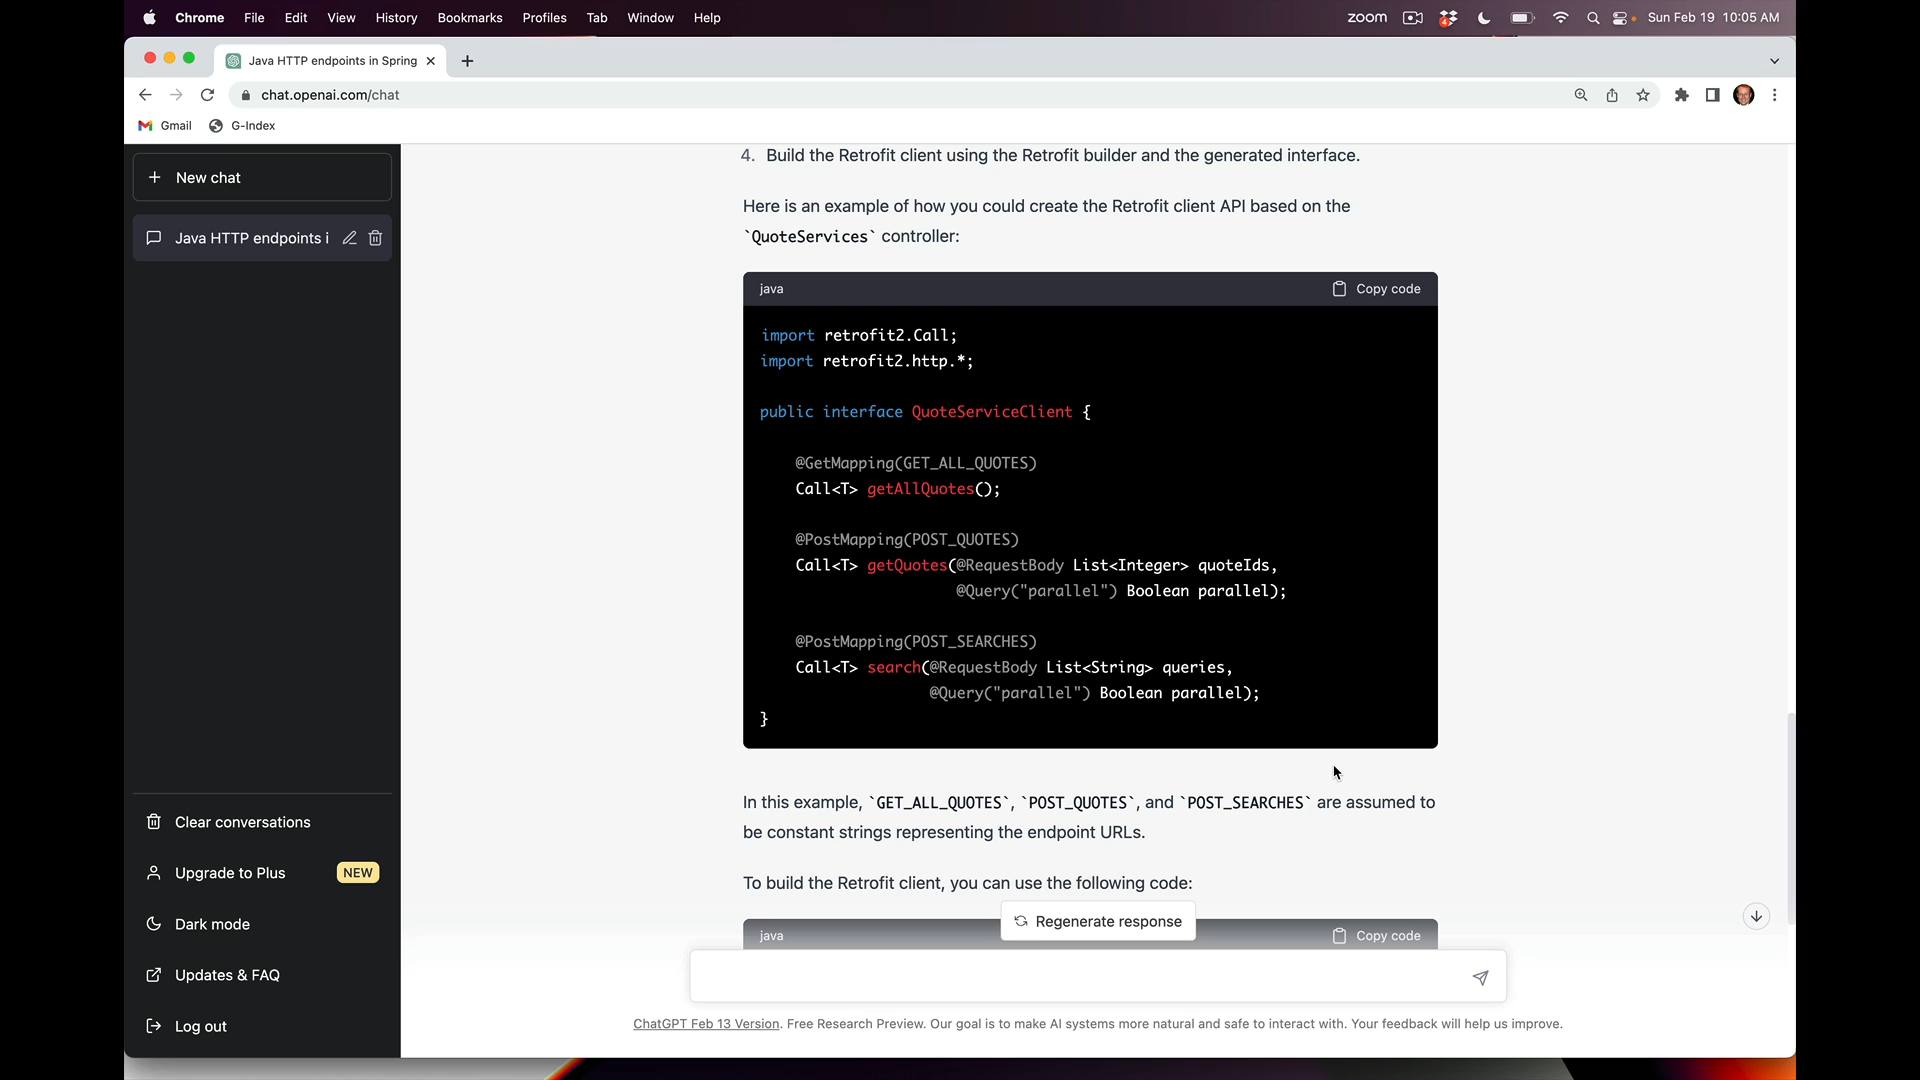 Chrome File Edit View History Bookmarks Profiles Tab Window Help
zoom 4 Sun Feb 19 10:05 AM
Java HTTP endpoints in Spring
chat.openai.com/chat
Gmail G-Index
New chat
Java HTTP endpoints i
4. Build the Retrofit client using the Retrofit builder and the generated interface.
Here is an example of how you could create the Retrofit client API based on the
`QuoteServices` controller:
java Copy code
import retrofit2.Call;
import retrofit2.http.*;
public interface QuoteServiceClient {
@GetMapping(GET_ALL_QUOTES)
Call<T> getAllQuotes();
@PostMapping(POST_QUOTES)
Call<T> getQuotes(@RequestBody List<Integer> quoteIds,
@Query("parallel") Boolean parallel);
@PostMapping(POST_SEARCHES)
Call<T> search(@RequestBody List<String> queries,
@Query("parallel") Boolean parallel);
}
In this example, `GET_ALL_QUOTES`, `POST_QUOTES`, and `POST_SEARCHES` are assumed to
be constant strings representing the endpoint URLs.
To build the Retrofit client, you can use the following code:
java Copy code
Regenerate response
Clear conversations
Upgrade to Plus NEW
Dark mode
Updates & FAQ
Log out
ChatGPT Feb 13 Version. Free Research Preview. Our goal is to make AI systems more natural and safe to interact with. Your feedback will help us improve.